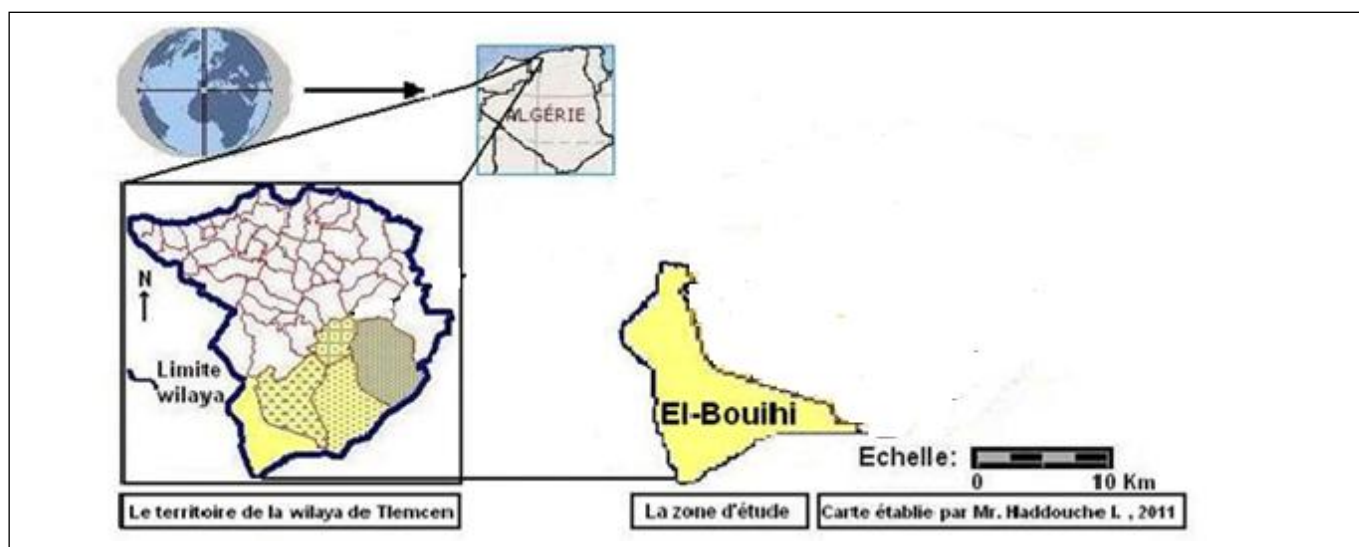 ALGÉRIE
N
Limite
wilaya
El-Bouihi
Echelle:
0 10 Km
Le territoire de la wilaya de Tlemcen
La zone d'étude
Carte établie par Mr. Haddouche I. , 2011